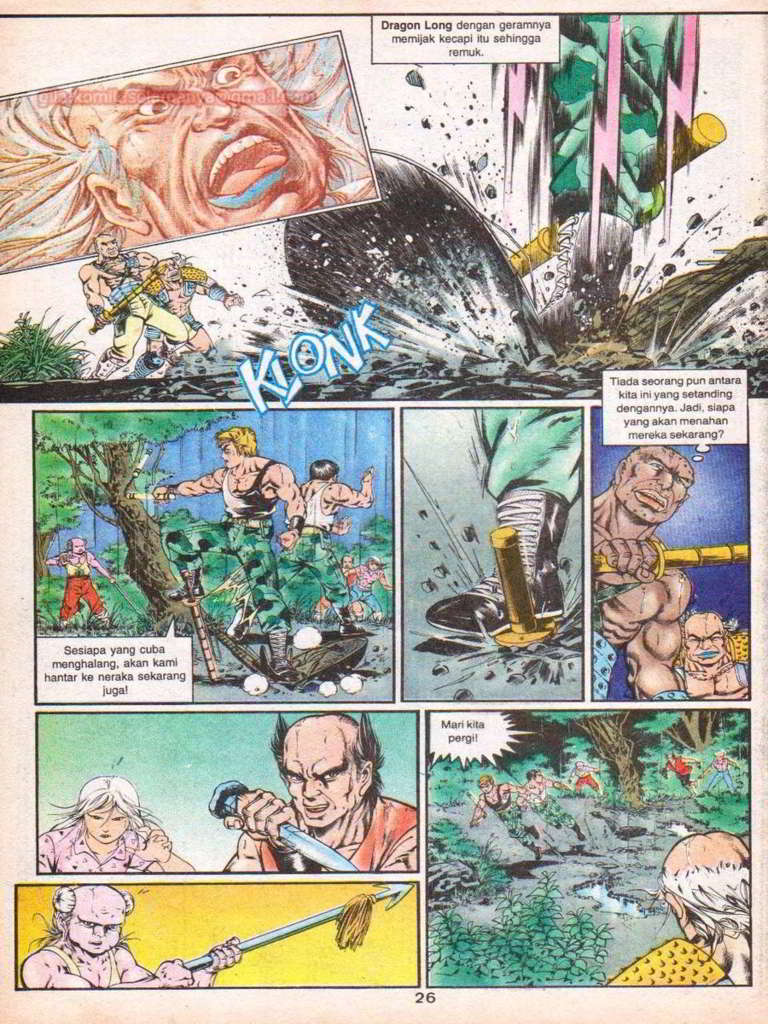 Dragon Long dengan geramnya
memijak kecapi itu sehingga
remuk.
KLONK
Tiada seorang pun antara
kita ini yang setanding
dengannya. Jadi, siapa
yang akan menahan
mereka sekarang?
Sesiapa yang cuba
menghalang, akan kami
hantar ke neraka sekarang
juga!
Mari kita
pergi!
26